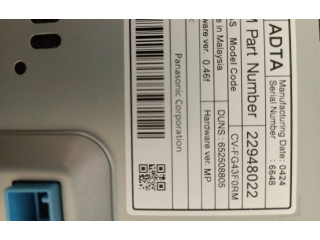 ADTA
Manufacturing Date: 0424
Serial Number : 6648
M Part Number 22948022
S Model Code CV-FG43F0RM
e in Malaysia DUNS : 652508805
ware ver. 0.46f Hardware ver. MP
Panasonic Corporation